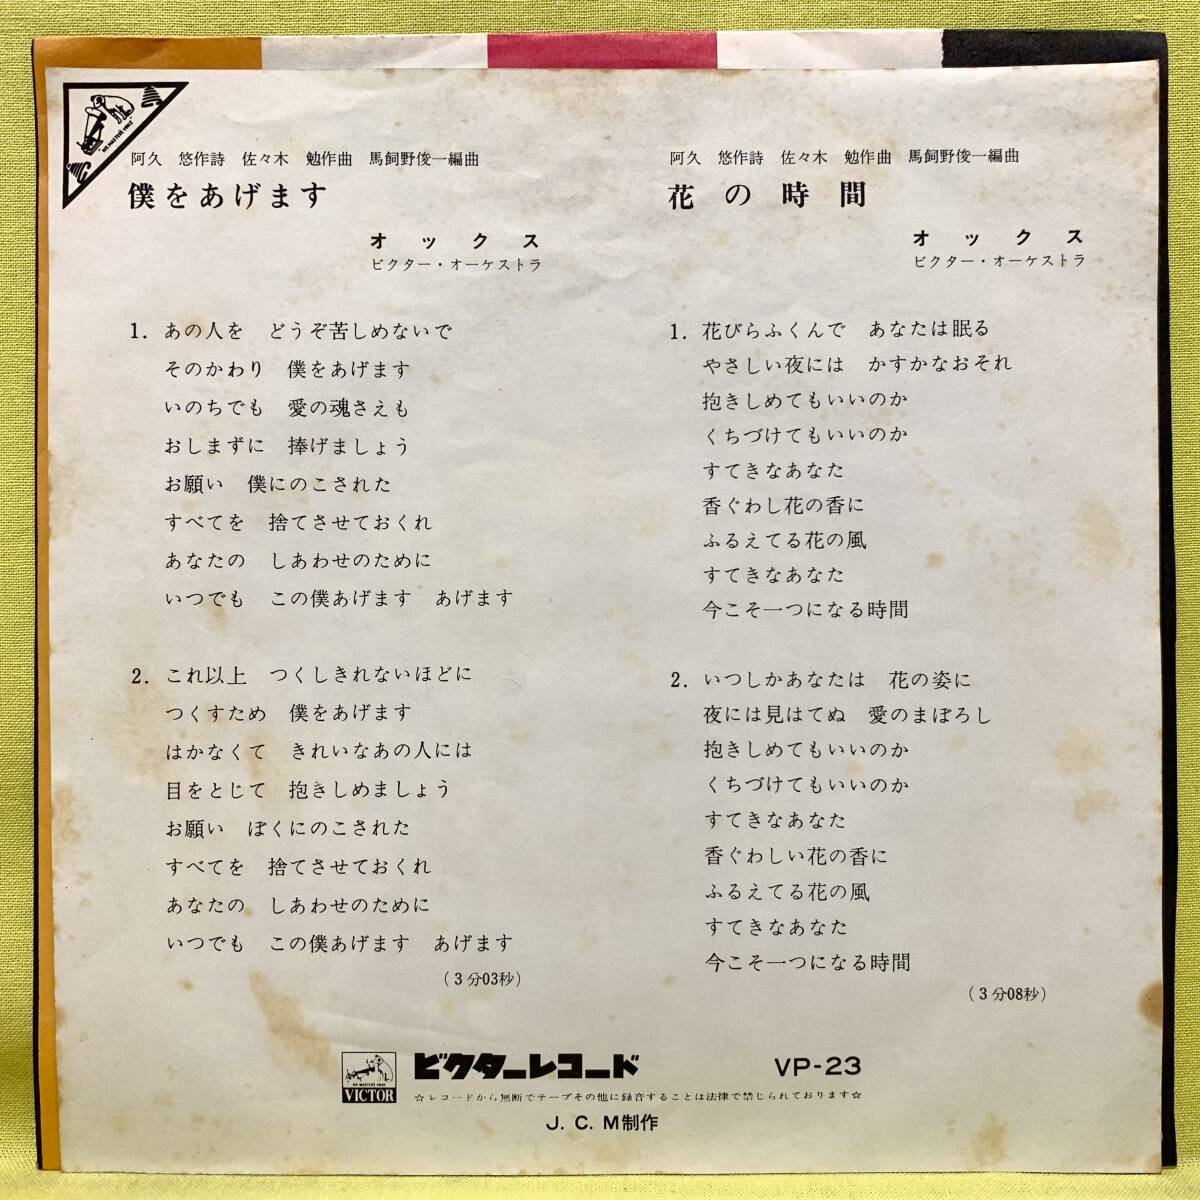 阿久 悠作詩 佐々木 勉作曲 馬飼野俊一編曲
僕をあげます
オックス
ビクター・オーケストラ
1. あの人を どうぞ苦しめないで
そのかわり 僕をあげます
いのちでも 愛の魂さえも
おしまずに 捧げましょう
お願い 僕にのこされた
すべてを 捨てさせておくれ
あなたの しあわせのために
いつでも この僕あげます あげます
2. これ以上 つくしきれないほどに
つくすため 僕をあげます
はかなくて きれいなあの人には
目をとじて 抱きしめましょう
お願い ぼくにのこされた
すべてを 捨てさせておくれ
あなたの しあわせのために
いつでも この僕あげます あげます
(3分03秒)
阿久 悠作詩 佐々木 勉作曲 馬飼野俊一編曲
花の時間
オックス
ビクター・オーケストラ
1. 花びらふくんで あなたは眠る
やさしい夜には かすかなおそれ
抱きしめてもいいのか
くちづけてもいいのか
すてきなあなた
香ぐわし花の香に
ふるえてる花の風
すてきなあなた
今こそ一つになる時間
2. いつしかあなたは 花の姿に
夜には見はてぬ 愛のまぼろし
抱きしめてもいいのか
くちづけてもいいのか
すてきなあなた
香ぐわしい花の香に
ふるえてる花の風
すてきなあなた
今こそ一つになる時間
(3分08秒)
"HIS MASTER'S VOICE"
VICTOR
ビクターレコード
VP-23
☆レコードから無断でテープその他に録音することは法律で禁じられております☆
J. C. M制作